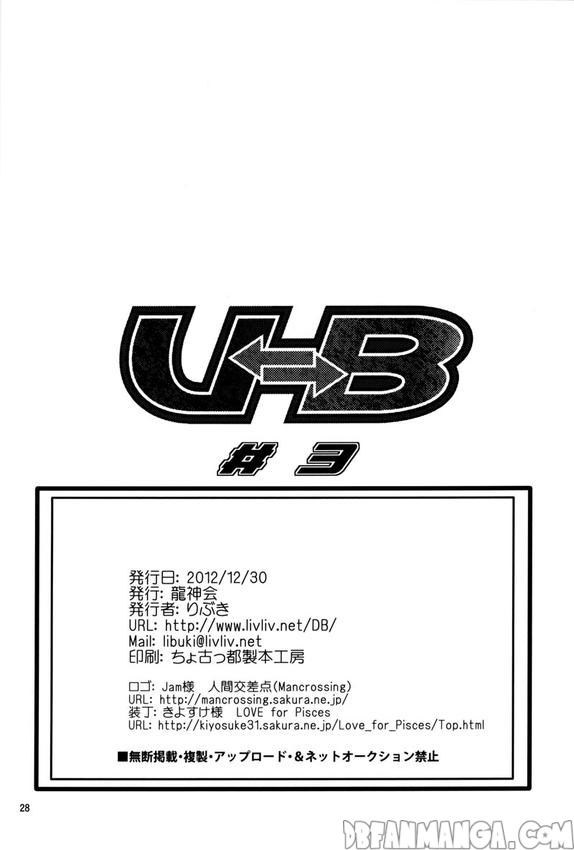 U↔B
# 3
発行日: 2012/12/30
発行: 龍神会
発行者: りぶき
URL: http://www.livliv.net/DB/
Mail: libuki@livliv.net
印刷: ちょ古っ都製本工房
ロゴ: Jam様 人間交差点(Mancrossing)
URL: http://mancrossing.sakura.ne.jp/
装丁: きよすけ様 LOVE for Pisces
URL: http://kiyosuke31.sakura.ne.jp/Love_for_Pisces/Top.html
■無断掲載・複製・アップロード・&ネットオークション禁止
28
DBFANMANGA.COM